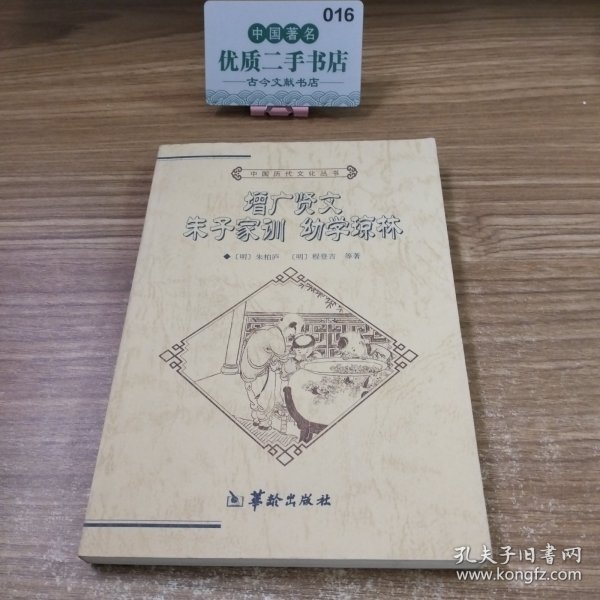 016
中国著名
优质二手书店
古今文献书店
中国历代文化丛书
增广贤文
朱子家训 幼学琼林
◆〔明〕朱柏庐 〔明〕程登吉 等著
华龄出版社
孔夫子旧书网
www.kongfz.com